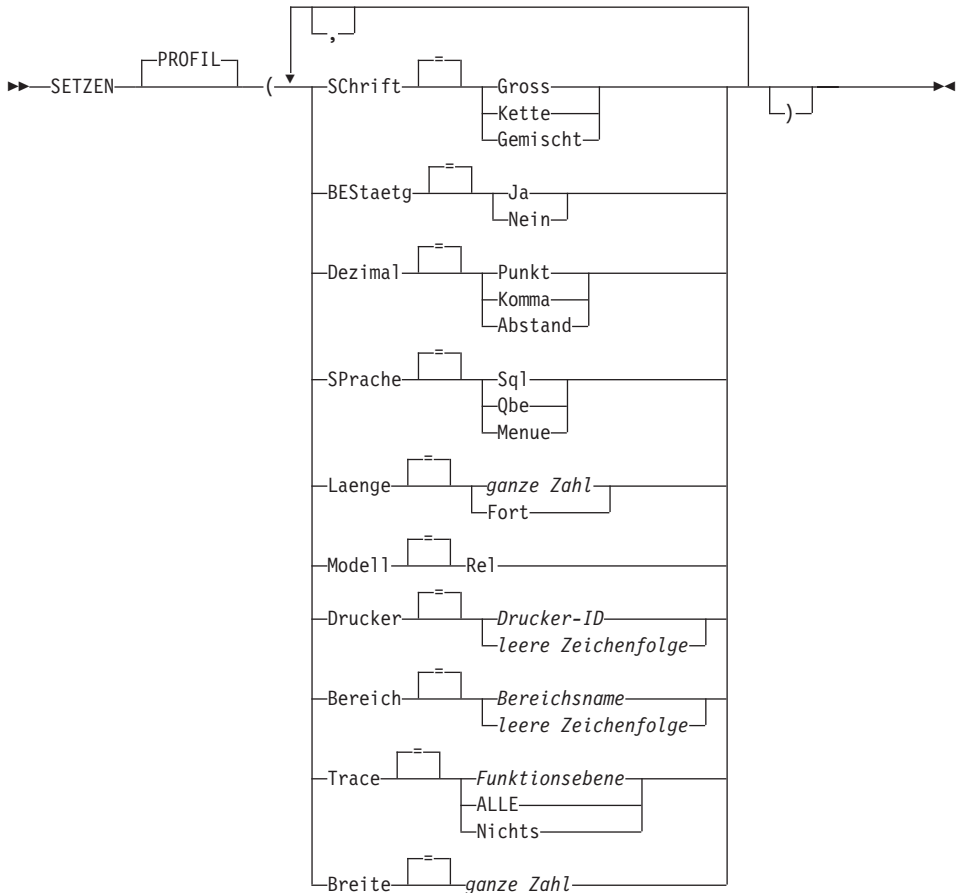 ,
PROFIL
SETZEN ( SChrift = Gross )
Kette
Gemischt
BEStaetg = Ja
Nein
Dezimal = Punkt
Komma
Abstand
SPrache = Sql
Qbe
Menue
Laenge = ganze Zahl
Fort
Modell = Rel
Drucker = Drucker-ID
leere Zeichenfolge
Bereich = Bereichsname
leere Zeichenfolge
Trace = Funktionsebene
ALLE
Nichts
Breite = ganze Zahl